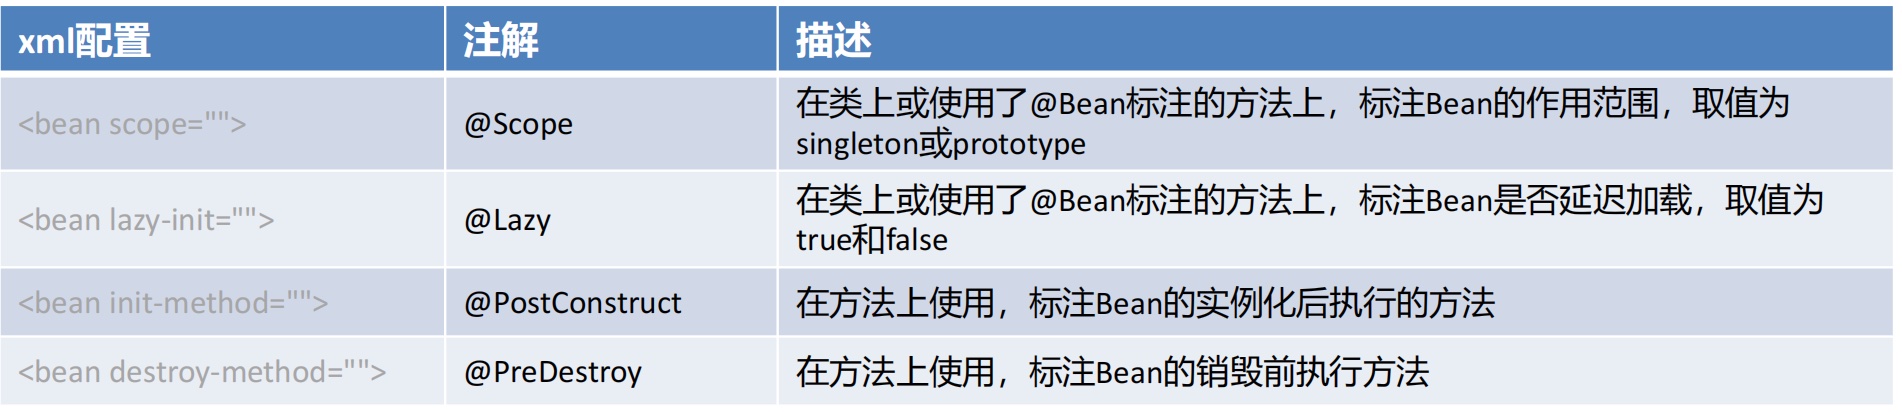 xml配置
注解
描述
<bean scope="">
@Scope
在类上或使用了@Bean标注的方法上，标注Bean的作用范围，取值为
singleton或prototype
<bean lazy-init="">
@Lazy
在类上或使用了@Bean标注的方法上，标注Bean是否延迟加载，取值为
true和false
<bean init-method="">
@PostConstruct
在方法上使用，标注Bean的实例化后执行的方法
<bean destroy-method="">
@PreDestroy
在方法上使用，标注Bean的销毁前执行方法